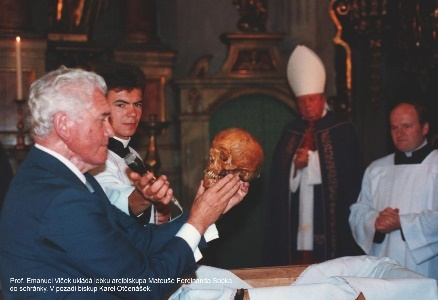 Prof. Emanuel Vlček ukládá lebku arcibiskupa Matouše Ferdinanda Sobka
do schránky. V pozadí biskup Karel Otčenášek.